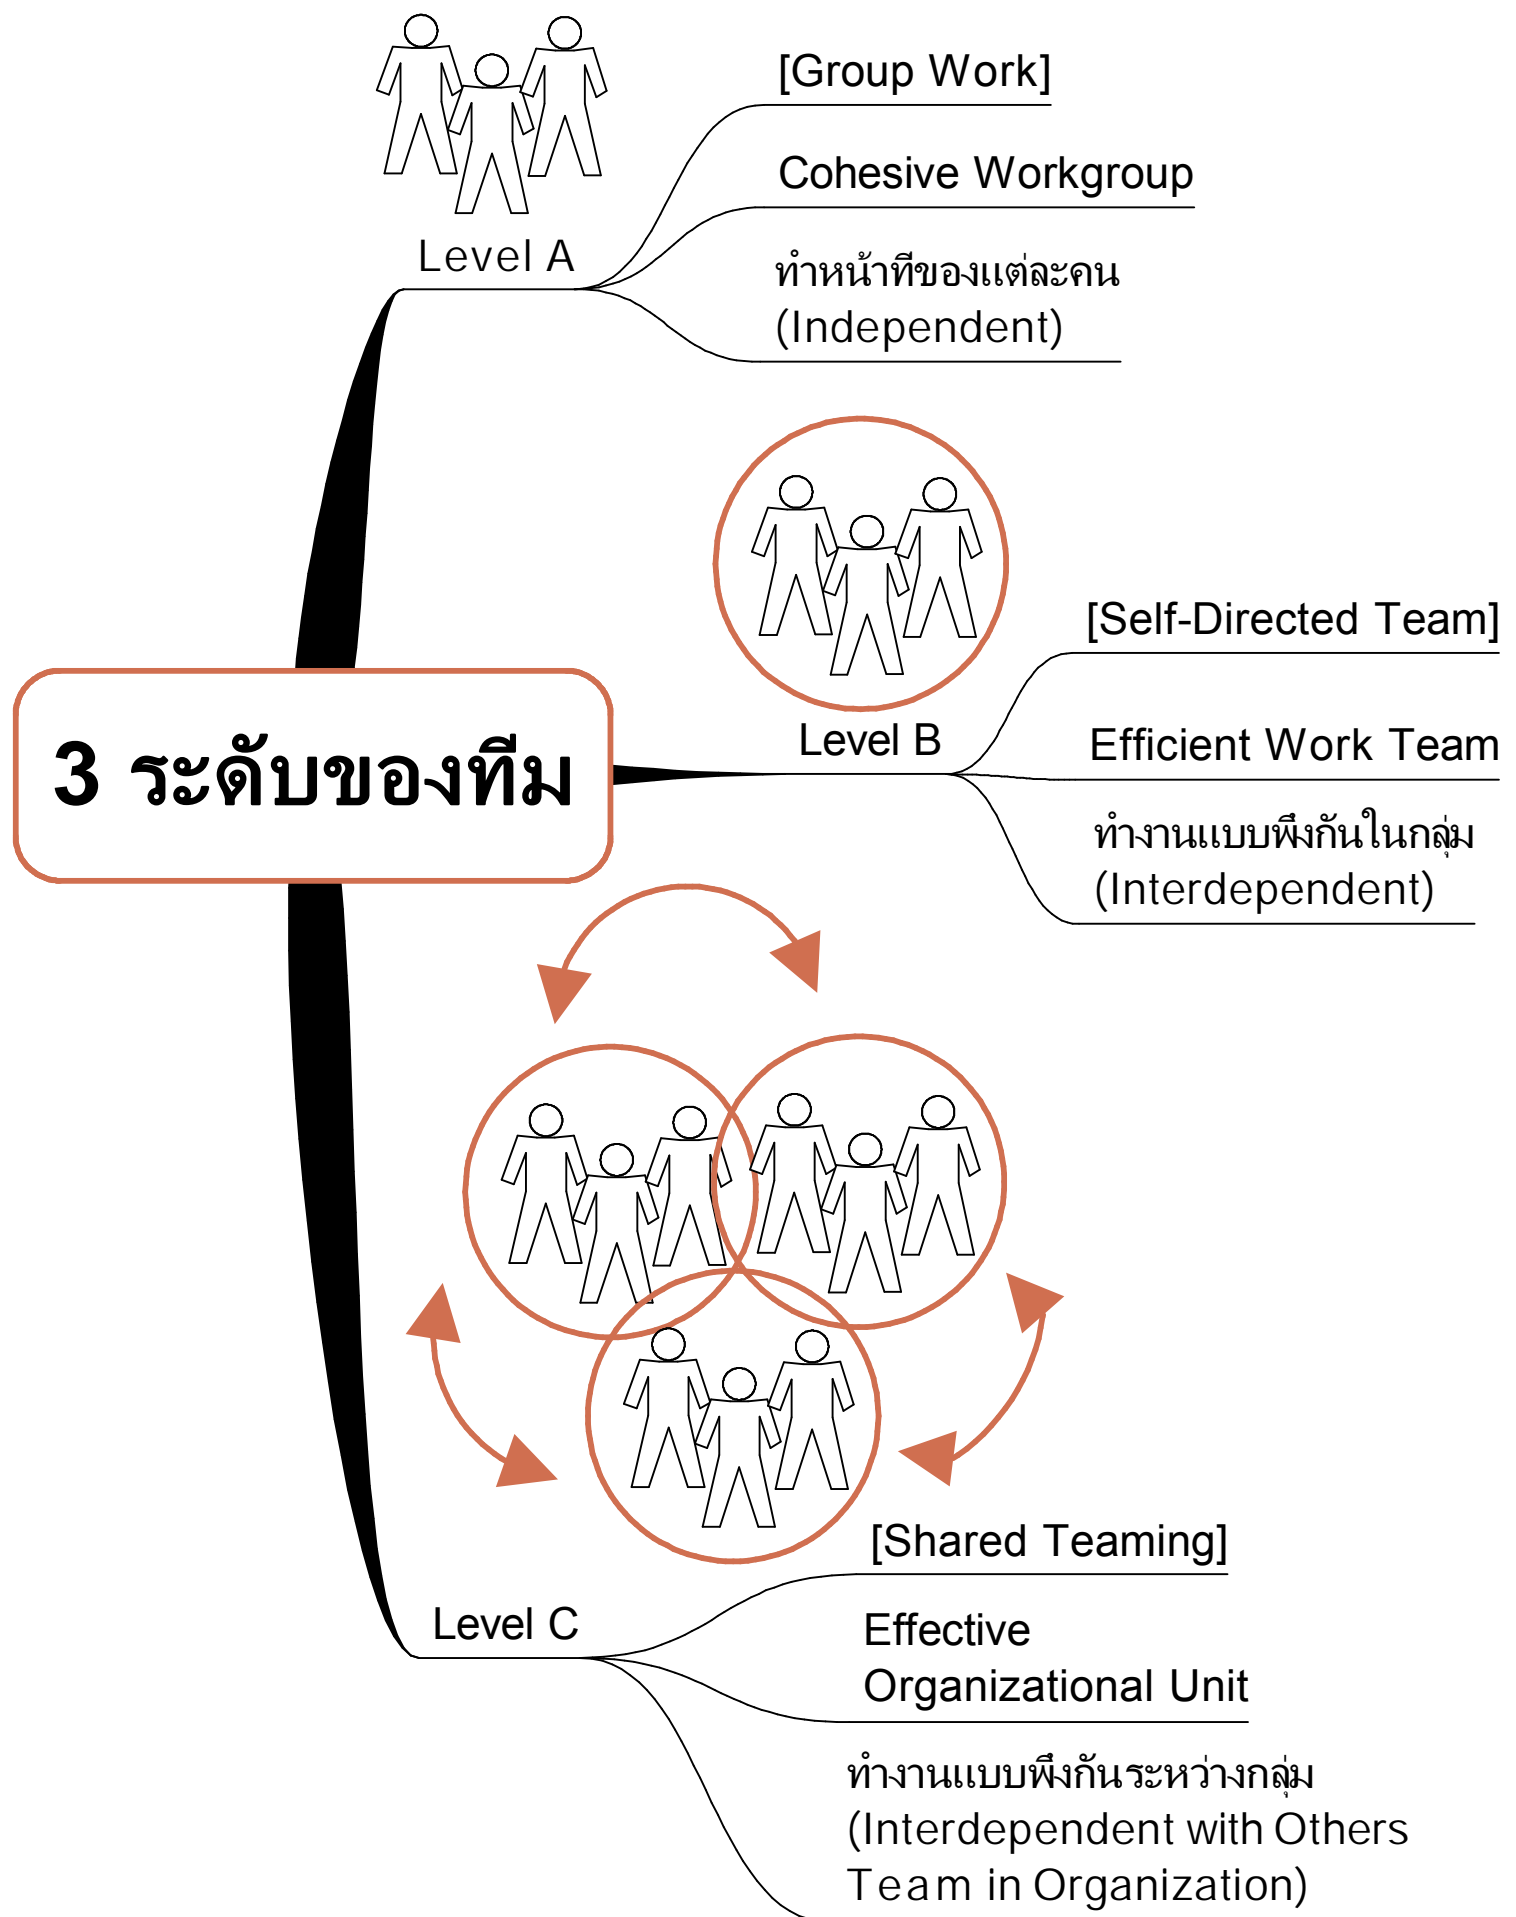 [Group Work]
Cohesive Workgroup
Level A
ทำหน้าที่ของแต่ละคน
(Independent)
[Self-Directed Team]
Level B
Efficient Work Team
3 ระดับของทีม
ทำงานแบบพึ่งกันในกลุ่ม
(Interdependent)
[Shared Teaming]
Level C
Effective
Organizational Unit
ทำงานแบบพึ่งกันระหว่างกลุ่ม
(Interdependent with Others
Team in Organization)